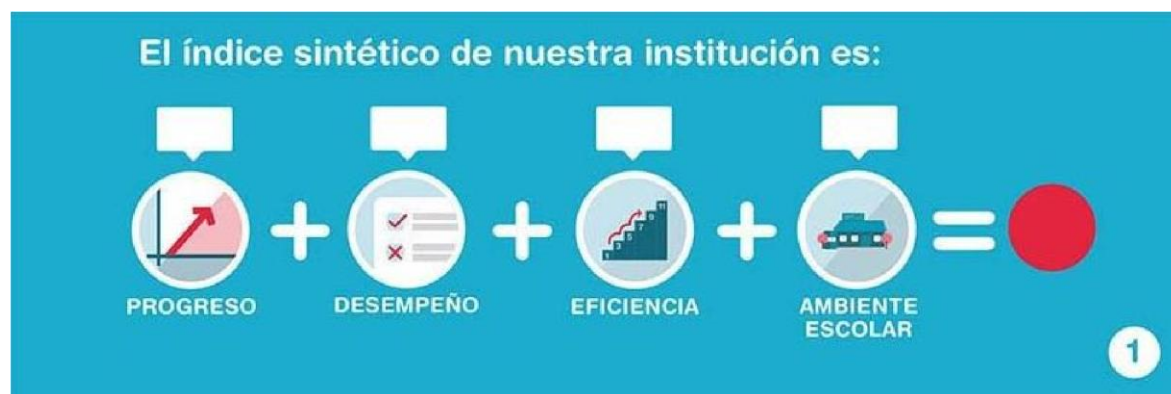 El índice sintético de nuestra institución es:
PROGRESO
DESEMPEÑO
EFICIENCIA
AMBIENTE
ESCOLAR
1